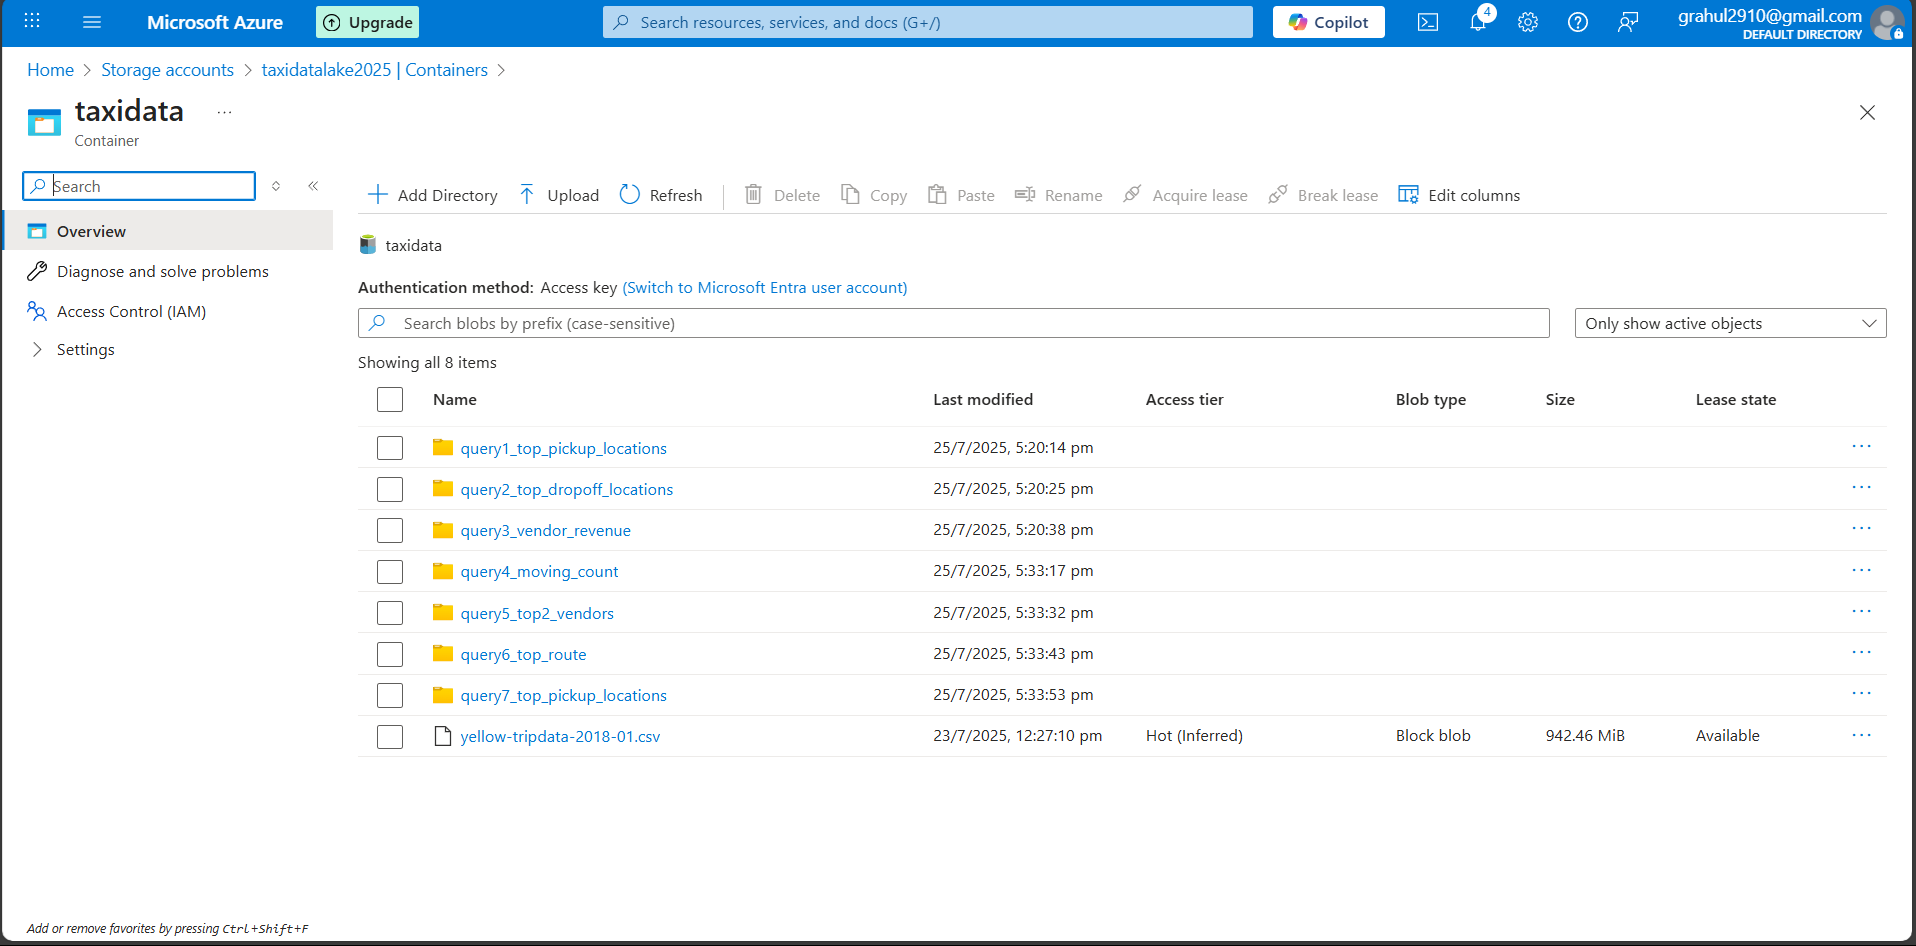 Microsoft Azure
Upgrade
Search resources, services, and docs (G+/)
Copilot
4
grahul2910@gmail.com
DEFAULT DIRECTORY
Home > Storage accounts > taxidatalake2025 | Containers >
taxidata ...
Container
Search
Overview
Diagnose and solve problems
Access Control (IAM)
Settings
Add Directory Upload Refresh Delete Copy Paste Rename Acquire lease Break lease Edit columns
taxidata
Authentication method: Access key (Switch to Microsoft Entra user account)
Search blobs by prefix (case-sensitive)
Only show active objects
Showing all 8 items
Name Last modified Access tier Blob type Size Lease state
query1_top_pickup_locations 25/7/2025, 5:20:14 pm ...
query2_top_dropoff_locations 25/7/2025, 5:20:25 pm ...
query3_vendor_revenue 25/7/2025, 5:20:38 pm ...
query4_moving_count 25/7/2025, 5:33:17 pm ...
query5_top2_vendors 25/7/2025, 5:33:32 pm ...
query6_top_route 25/7/2025, 5:33:43 pm ...
query7_top_pickup_locations 25/7/2025, 5:33:53 pm ...
yellow-tripdata-2018-01.csv 23/7/2025, 12:27:10 pm Hot (Inferred) Block blob 942.46 MiB Available ...
Add or remove favorites by pressing Ctrl+Shift+F